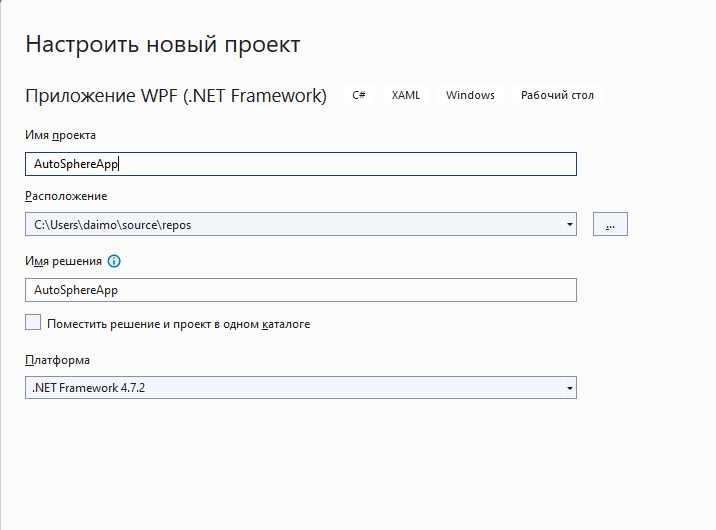 Настроить новый проект
Приложение WPF (.NET Framework) C# XAML Windows Рабочий стол
Имя проекта
AutoSphereApp
Расположение
C:\Users\daimo\source\repos
...
Имя решения
AutoSphereApp
Поместить решение и проект в одном каталоге
Платформа
.NET Framework 4.7.2